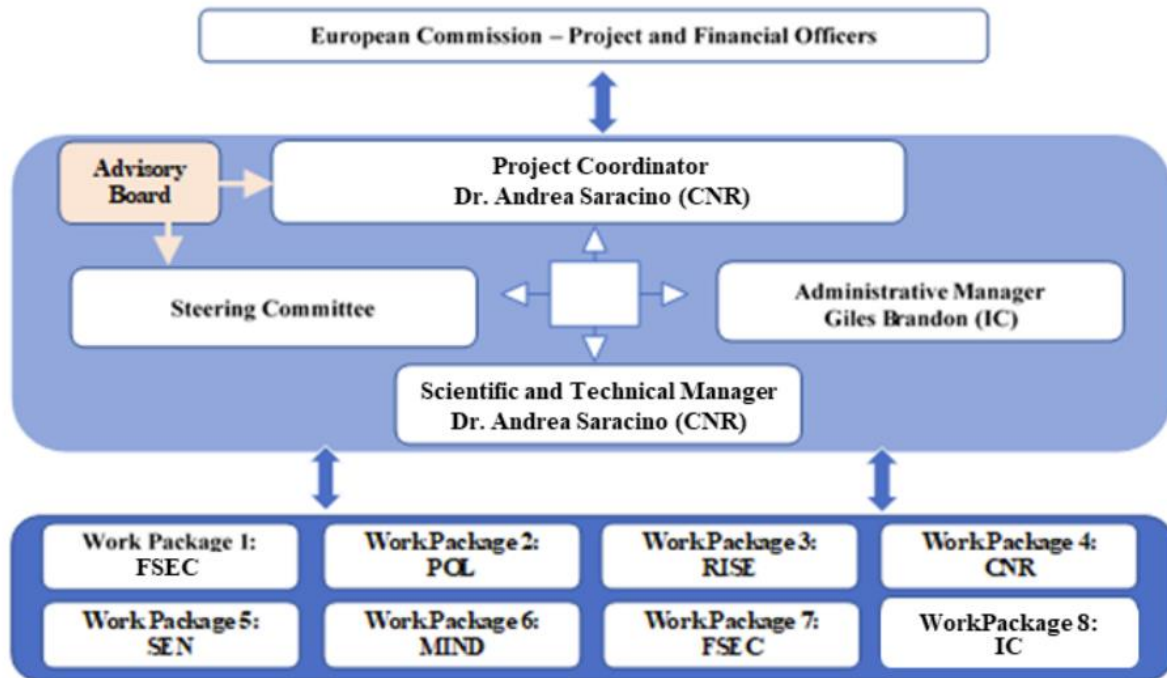 European Commission – Project and Financial Officers
Advisory
Board
Project Coordinator
Dr. Andrea Saracino (CNR)
Steering Committee
Administrative Manager
Giles Brandon (IC)
Scientific and Technical Manager
Dr. Andrea Saracino (CNR)
Work Package 1:
FSEC
WorkPackage 2:
POL
WorkPackage 3:
RISE
WorkPackage 4:
CNR
WorkPackage 5:
SEN
WorkPackage 6:
MIND
WorkPackage 7:
FSEC
WorkPackage 8:
IC